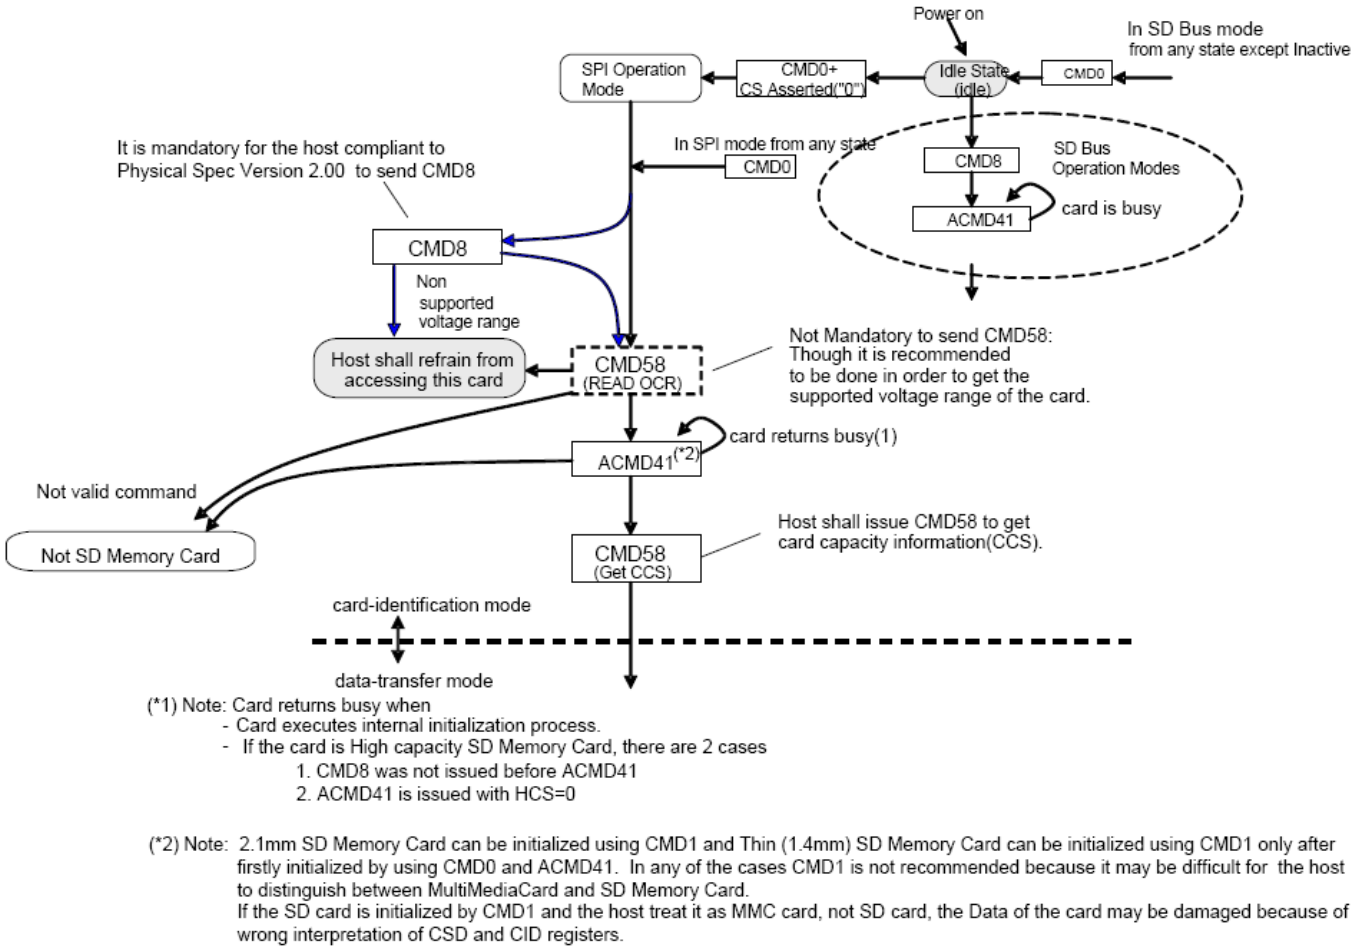 Power on
In SD Bus mode
from any state except Inactive
SPI Operation
Mode
CMD0+
CS Asserted("0")
Idle State
(idle)
CMD0
In SPI mode from any state
CMD0
It is mandatory for the host compliant to
Physical Spec Version 2.00 to send CMD8
CMD8
SD Bus
Operation Modes
ACMD41
card is busy
CMD8
Non
supported
voltage range
Host shall refrain from
accessing this card
CMD58
(READ OCR)
Not Mandatory to send CMD58:
Though it is recommended
to be done in order to get the
supported voltage range of the card.
card returns busy(1)
ACMD41(*2)
Not valid command
Not SD Memory Card
Host shall issue CMD58 to get
card capacity information(CCS).
CMD58
(Get CCS)
card-identification mode
data-transfer mode
(*1) Note: Card returns busy when
- Card executes internal initialization process.
- If the card is High capacity SD Memory Card, there are 2 cases
1. CMD8 was not issued before ACMD41
2. ACMD41 is issued with HCS=0
(*2) Note: 2.1mm SD Memory Card can be initialized using CMD1 and Thin (1.4mm) SD Memory Card can be initialized using CMD1 only after
firstly initialized by using CMD0 and ACMD41. In any of the cases CMD1 is not recommended because it may be difficult for the host
to distinguish between MultiMediaCard and SD Memory Card.
If the SD card is initialized by CMD1 and the host treat it as MMC card, not SD card, the Data of the card may be damaged because of
wrong interpretation of CSD and CID registers.